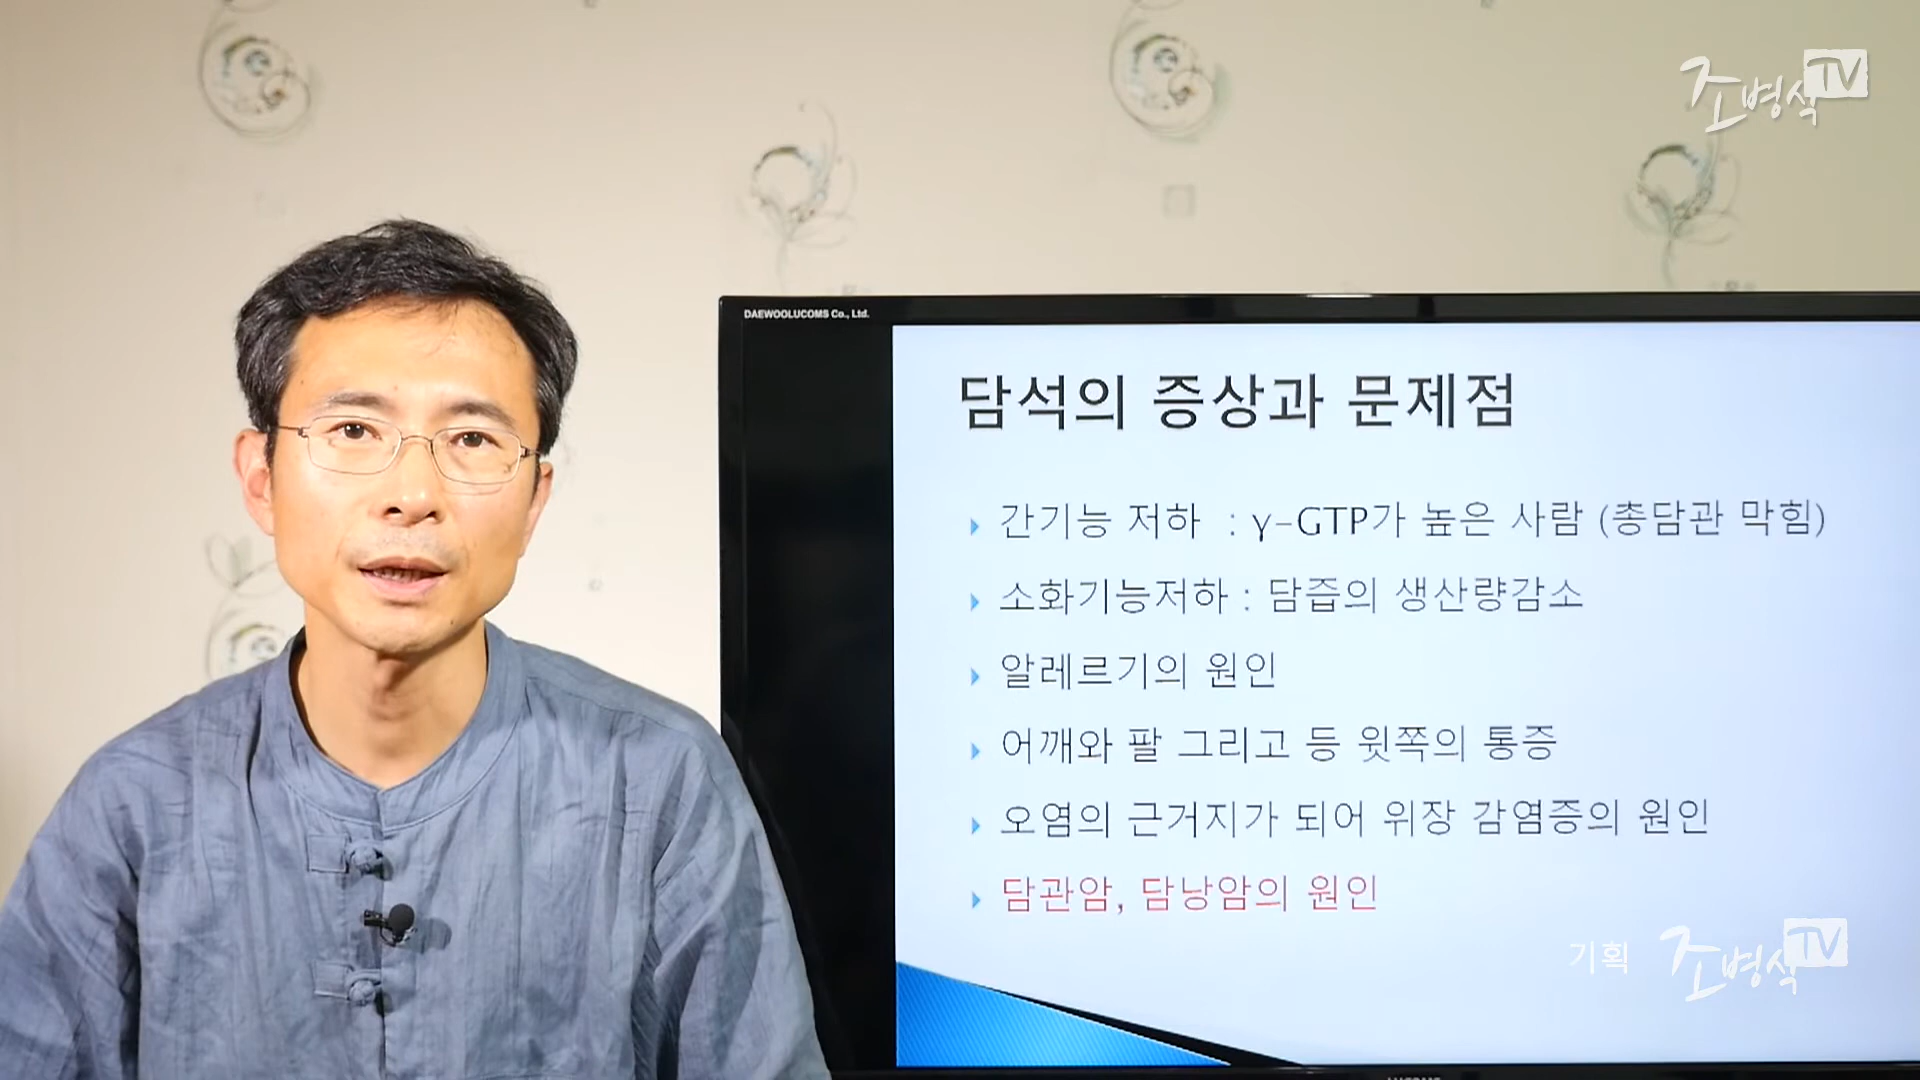 조병식TV
DAEWOOLUCOMS Co., Ltd.
담석의 증상과 문제점
간기능 저하 : γ-GTP가 높은 사람 (총담관 막힘)
소화기능저하 : 담즙의 생산량감소
알레르기의 원인
어깨와 팔 그리고 등 윗쪽의 통증
오염의 근거지가 되어 위장 감염증의 원인
담관암, 담낭암의 원인
기획 조병식TV